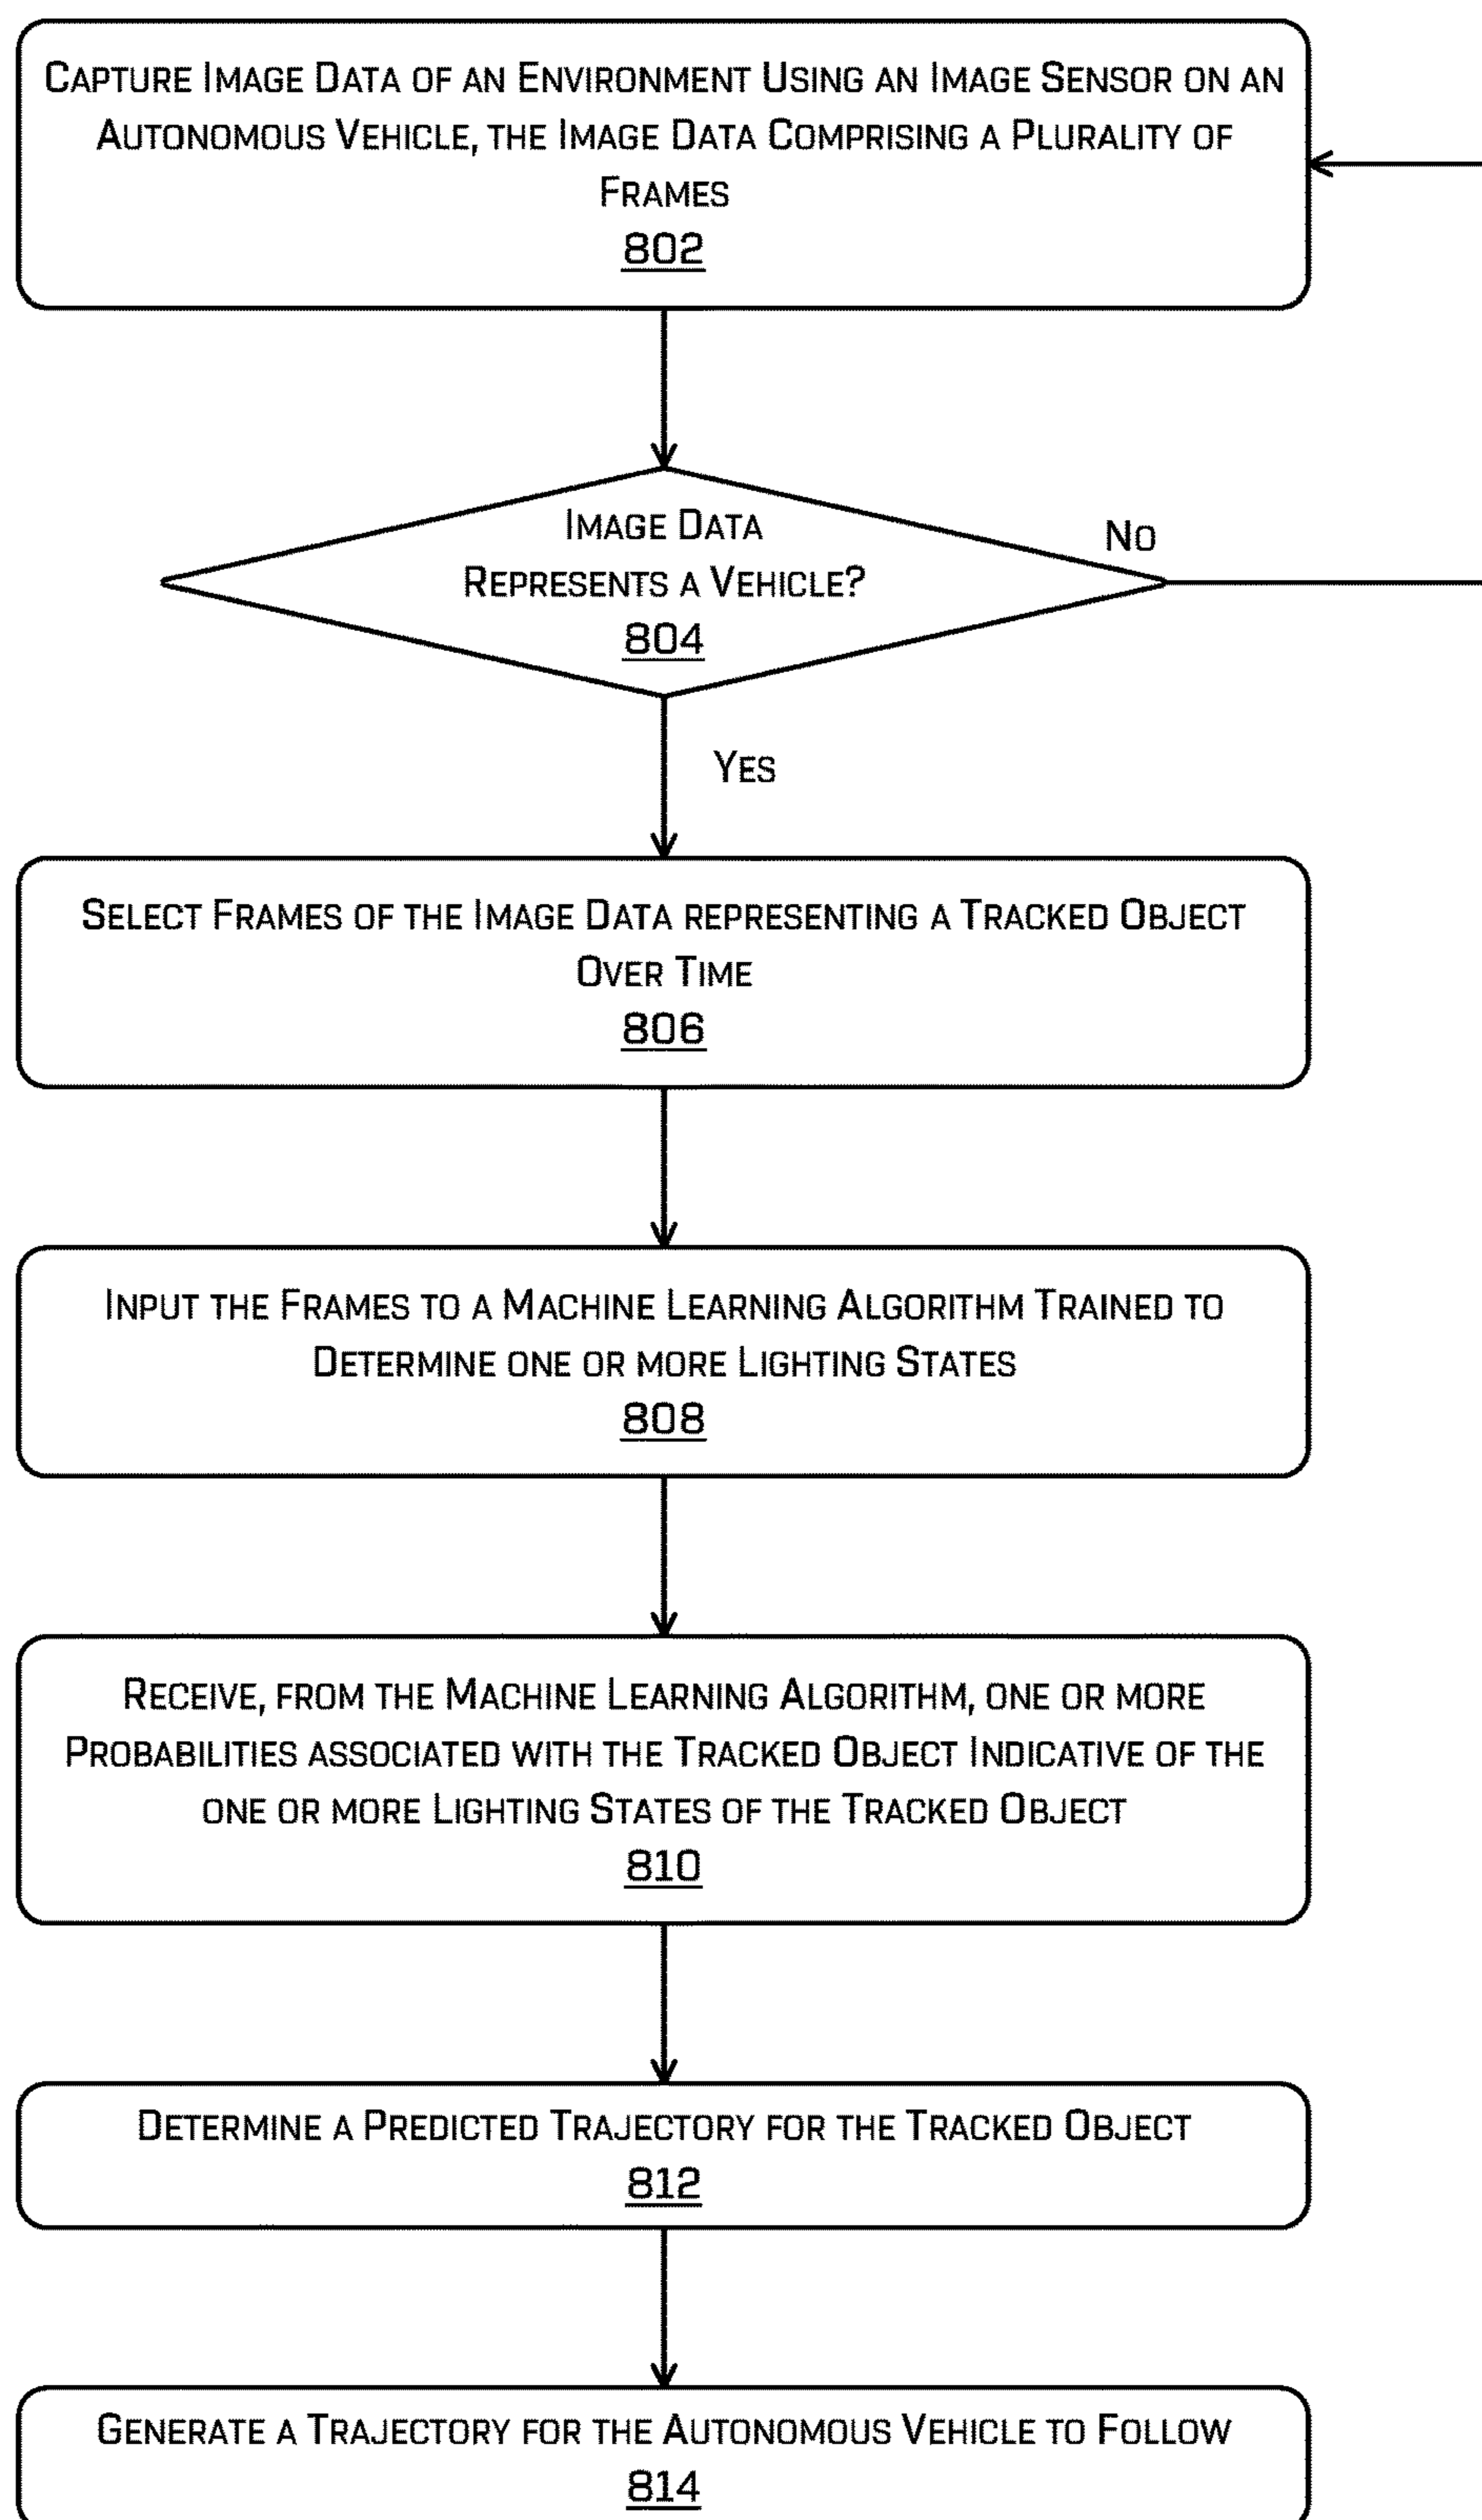 Capture Image Data of an Environment Using an Image Sensor on an
Autonomous Vehicle, the Image Data Comprising a Plurality of
Frames
802
Image Data
Represents a Vehicle?
804
No
Yes
Select Frames of the Image Data representing a Tracked Object
Over Time
806
Input the Frames to a Machine Learning Algorithm Trained to
Determine one or more Lighting States
808
Receive, from the Machine Learning Algorithm, one or more
Probabilities associated with the Tracked Object Indicative of the
one or more Lighting States of the Tracked Object
810
Determine a Predicted Trajectory for the Tracked Object
812
Generate a Trajectory for the Autonomous Vehicle to Follow
814